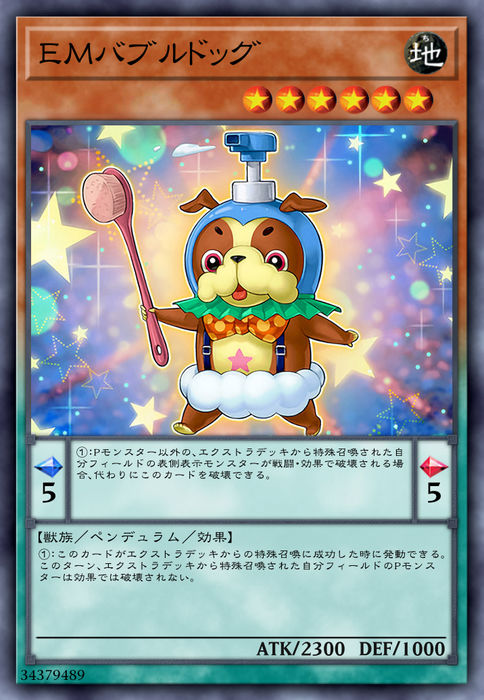 EMバブルドッグ
ち
地
①:Pモンスター以外の、エクストラデッキから特殊召喚された自
分フィールドの表側表示モンスターが戦闘・効果で破壊される場
合、代わりにこのカードを破壊できる。
5
5
【獣族／ペンデュラム／効果】
①:このカードがエクストラデッキからの特殊召喚に成功した時に発動できる。
このターン、エクストラデッキから特殊召喚された自分フィールドのPモンス
ターは効果では破壊されない。
ATK/2300 DEF/1000
34379489